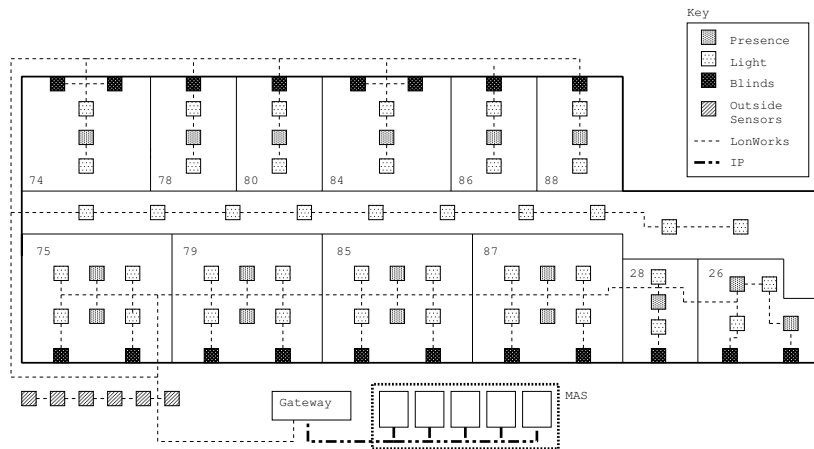 Key
Presence
Light
Blinds
Outside
Sensors
LonWorks
IP
74
78
80
84
86
88
75
79
85
87
28
26
Gateway
MAS